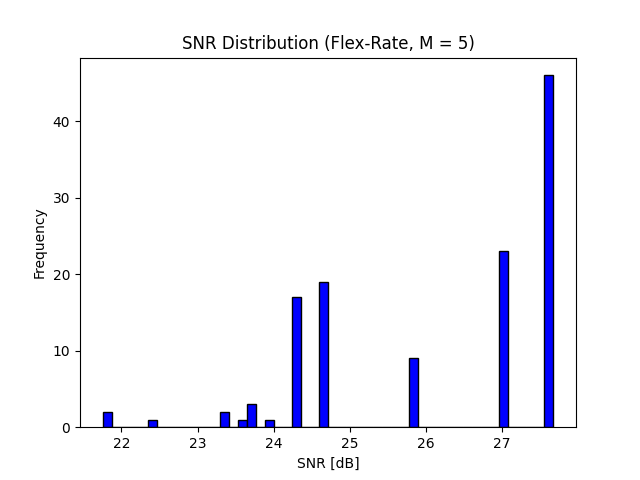 SNR Distribution (Flex-Rate, M = 5)
40
30
20
10
0
Frequency
22 23 24 25 26 27
SNR [dB]